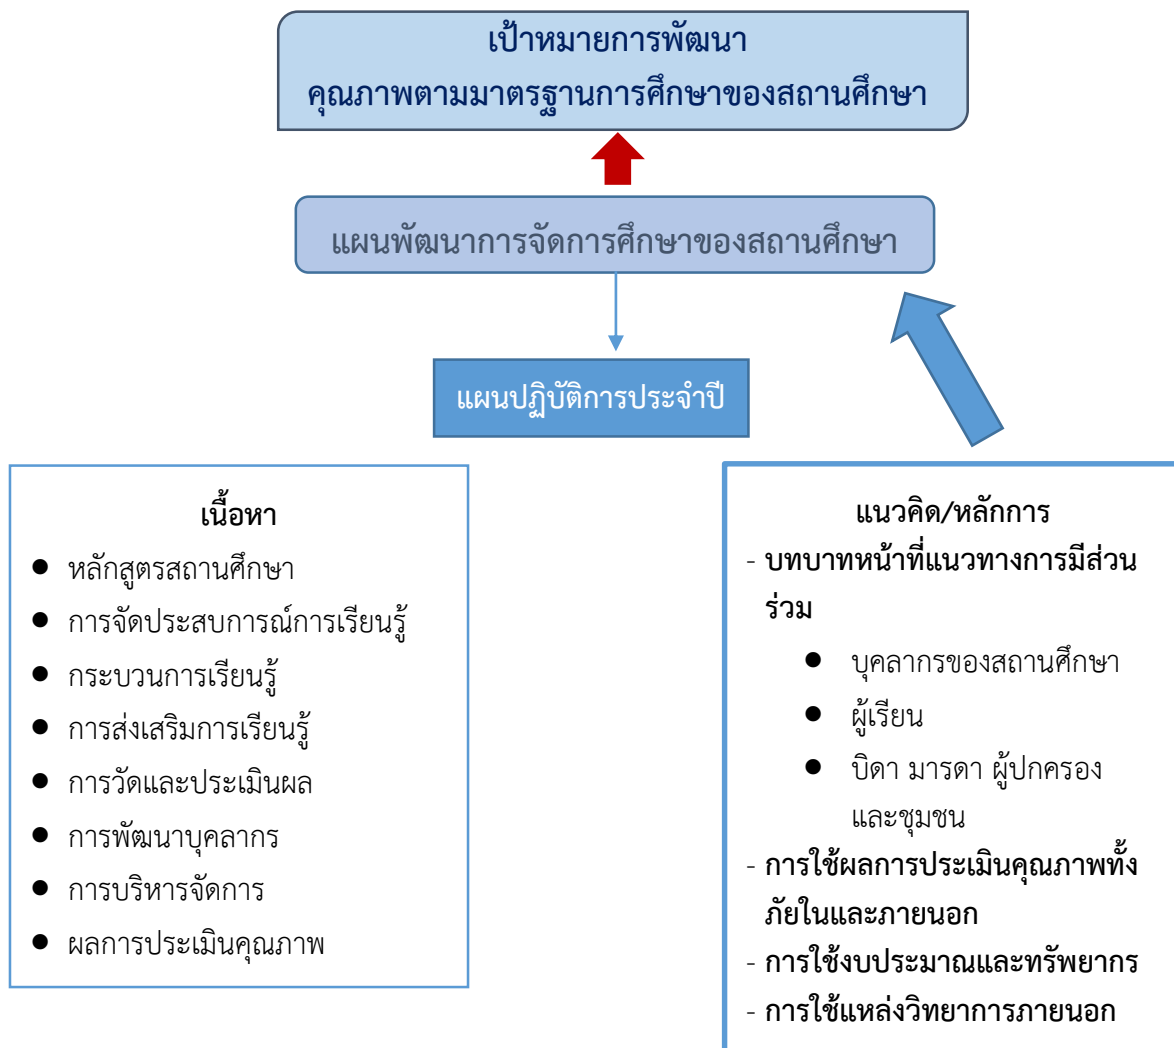 เป้าหมายการพัฒนา
คุณภาพตามมาตรฐานการศึกษาของสถานศึกษา
แผนพัฒนาการจัดการศึกษาของสถานศึกษา
แผนปฏิบัติการประจำปี
เนื้อหา
● หลักสูตรสถานศึกษา
● การจัดประสบการณ์การเรียนรู้
● กระบวนการเรียนรู้
● การส่งเสริมการเรียนรู้
● การวัดและประเมินผล
● การพัฒนาบุคลากร
● การบริหารจัดการ
● ผลการประเมินคุณภาพ
แนวคิด/หลักการ
- บทบาทหน้าที่แนวทางการมีส่วน
ร่วม
● บุคลากรของสถานศึกษา
● ผู้เรียน
● บิดา มารดา ผู้ปกครอง
และชุมชน
- การใช้ผลการประเมินคุณภาพทั้ง
ภัยในและภายนอก
- การใช้งบประมาณและทรัพยากร
- การใช้แหล่งวิทยาการภายนอก